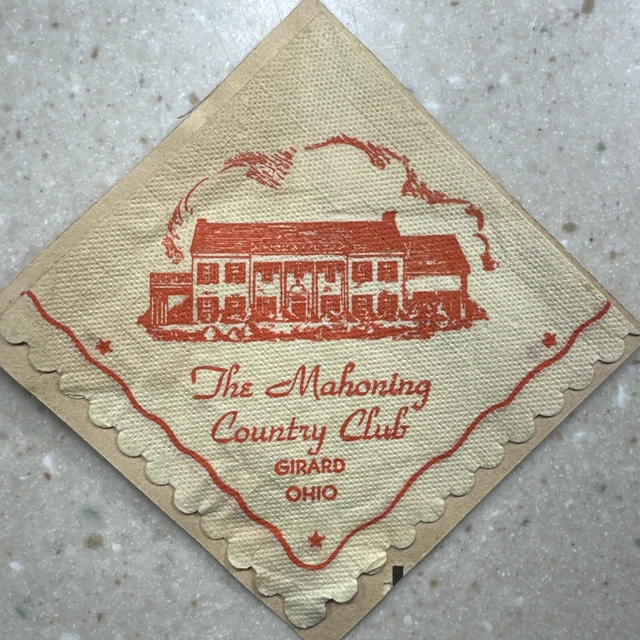 The Mahoning
Country Club
GIRARD
OHIO